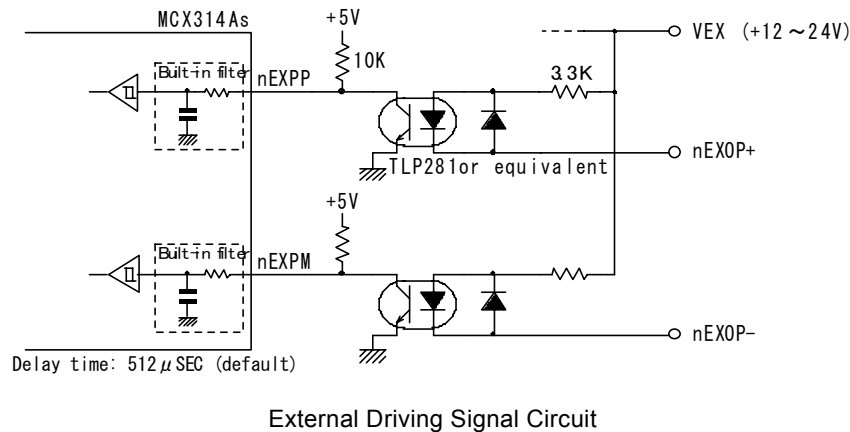 MCX314As
+5V
VEX (+12～24V)
Built-in filter
nEXPP
10K
3.3K
TLP281or equivalent
nEXOP+
+5V
Built-in filter
nEXPM
nEXOP-
Delay time: 512μSEC (default)
External Driving Signal Circuit